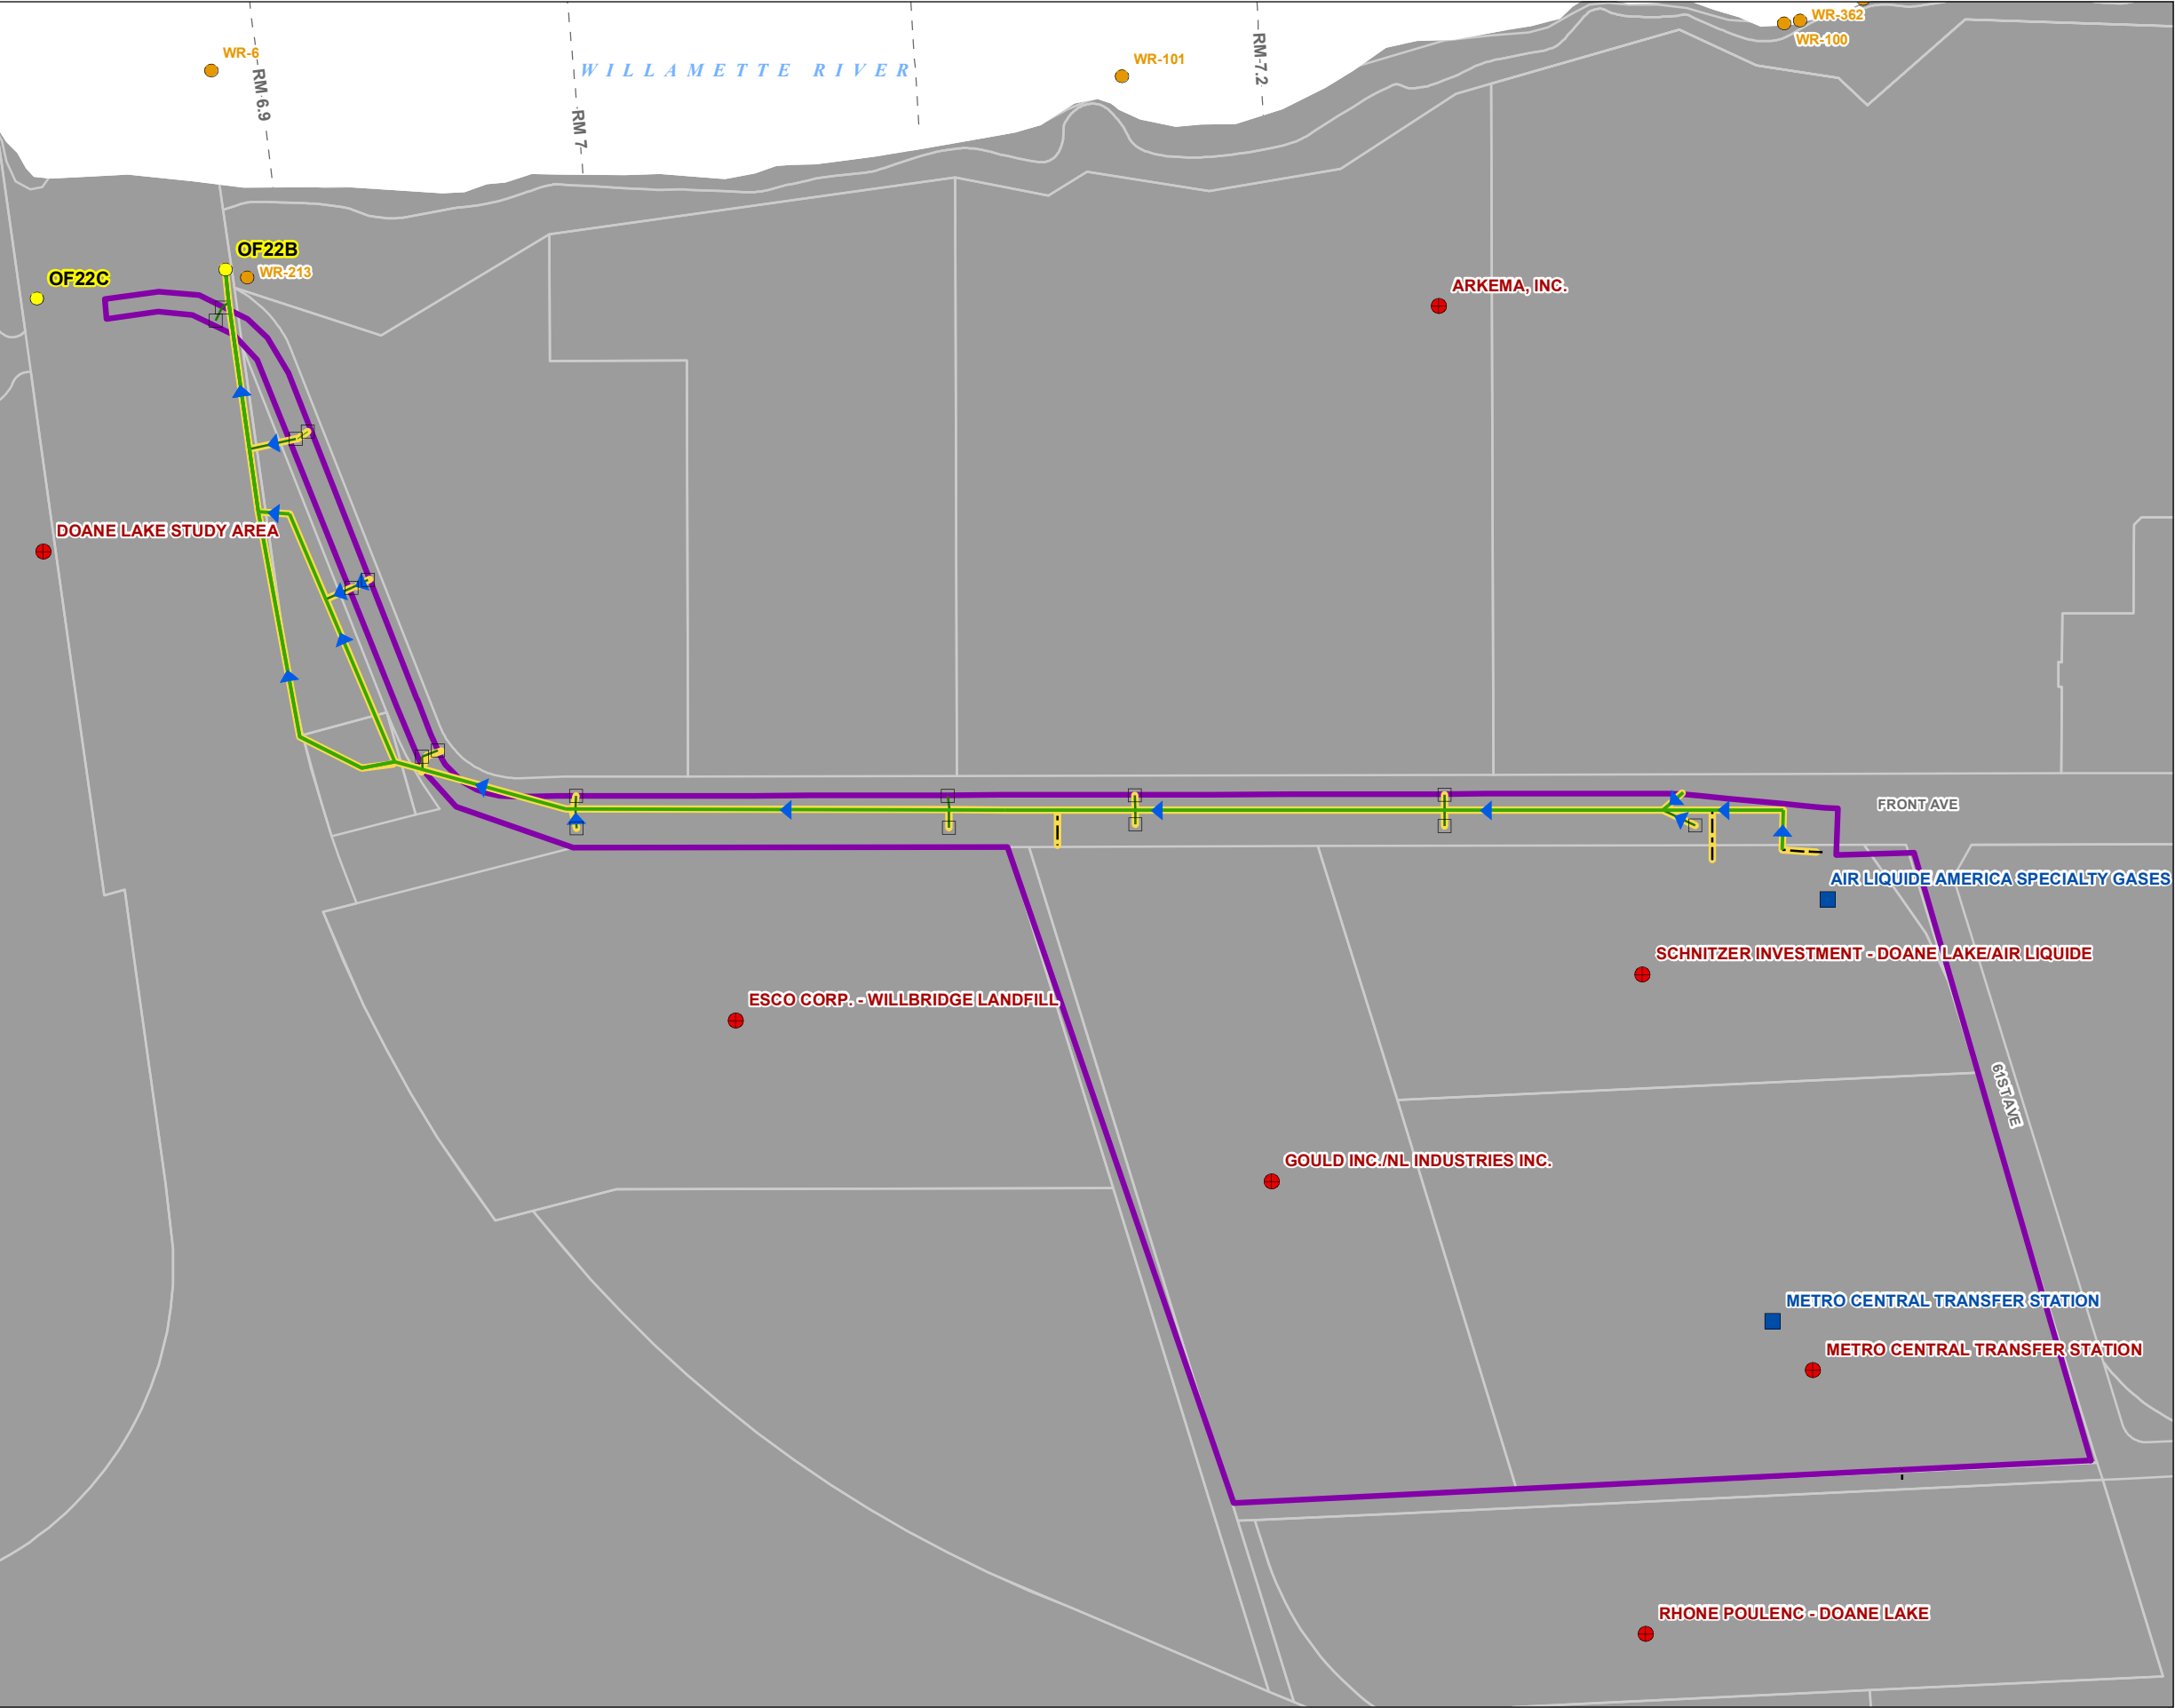 WR-362
WR-100
WR-6
WR-101
RM 6.9
WILLAMETTE RIVER
RM-7.2
RM 7
OF22B
WR-213
OF22C
ARKEMA, INC.
DOANE LAKE STUDY AREA
FRONT AVE
AIR LIQUIDE AMERICA SPECIALTY GASES
SCHNITZER INVESTMENT - DOANE LAKE/AIR LIQUIDE
ESCO CORP. - WILLBRIDGE LANDFILL
61ST AVE
GOULD INC./NL INDUSTRIES INC.
METRO CENTRAL TRANSFER STATION
METRO CENTRAL TRANSFER STATION
RHONE POULENC - DOANE LAKE